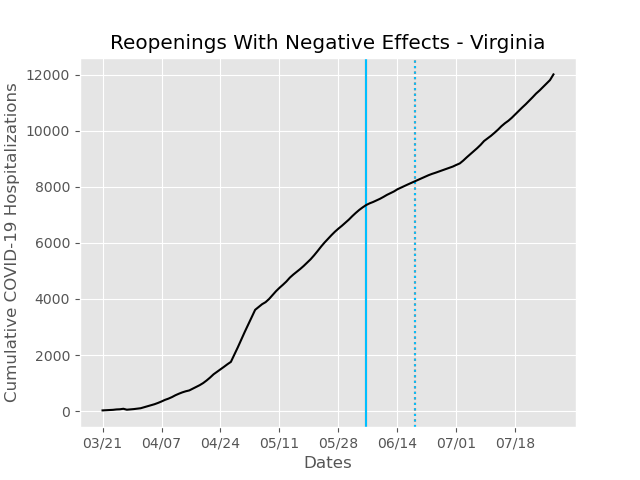 Reopenings With Negative Effects - Virginia
Cumulative COVID-19 Hospitalizations
12000
10000
8000
6000
4000
2000
0
03/21 04/07 04/24 05/11 05/28 06/14 07/01 07/18
Dates